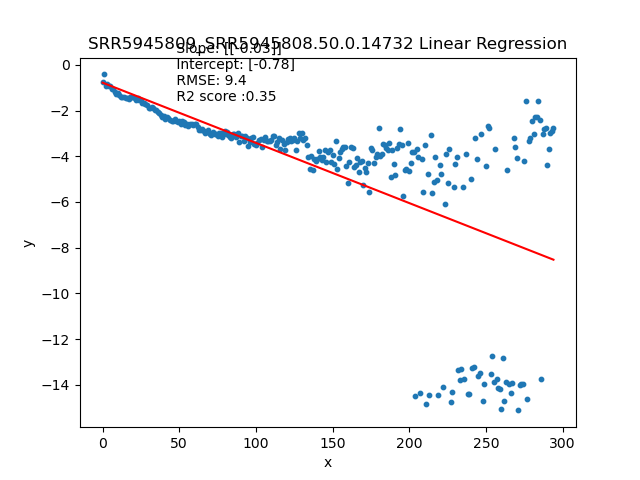 SRR5945809_SRR5945808.50.0.14732 Linear Regression
Slope: [[-0.03]]
Intercept: [-0.78]
RMSE: 9.4
R2 score :0.35
0
−2
−4
−6
−8
−10
−12
−14
y
0 50 100 150 200 250 300
x